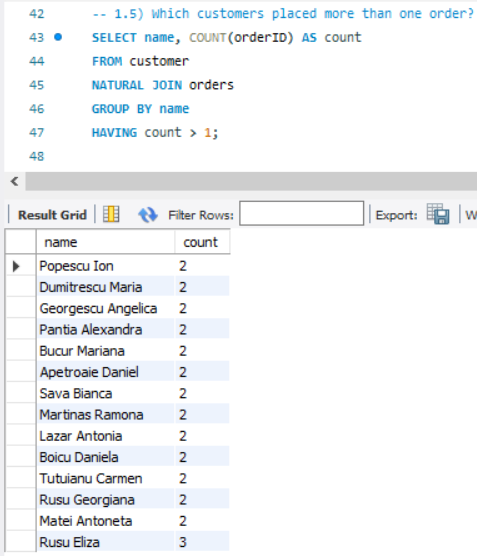 42 -- 1.5) Which customers placed more than one order?
43 SELECT name, COUNT(orderID) AS count
44 FROM customer
45 NATURAL JOIN orders
46 GROUP BY name
47 HAVING count > 1;
48
Result Grid Filter Rows: Export: W
name count
Popescu Ion 2
Dumitrescu Maria 2
Georgescu Angelica 2
Pantia Alexandra 2
Bucur Mariana 2
Apetroaie Daniel 2
Sava Bianca 2
Martinas Ramona 2
Lazar Antonia 2
Boicu Daniela 2
Tutuianu Carmen 2
Rusu Georgiana 2
Matei Antoneta 2
Rusu Eliza 3